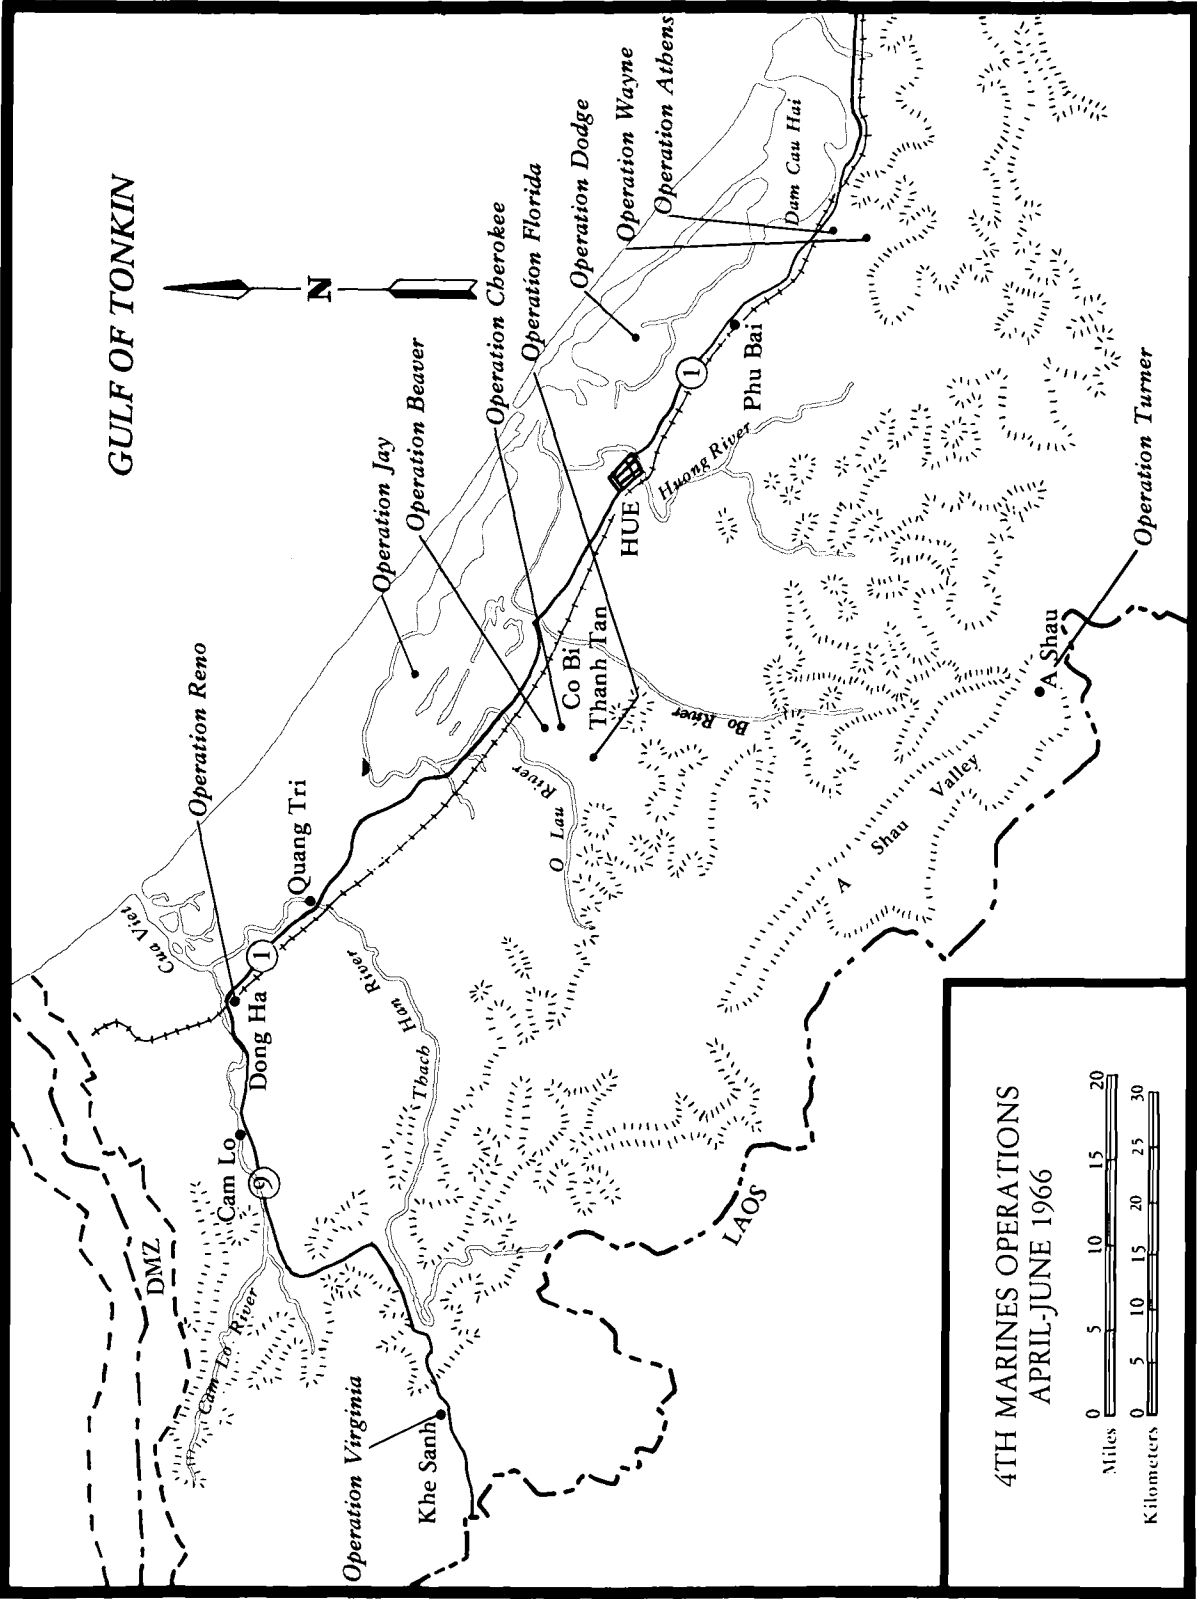 GULF OF TONKIN
N
Operation Reno
Operation Jay
Operation Beaver
Operation Cherokee
Operation Florida
Operation Dodge
Operation Wayne
Operation Athens
Dam Cau Hai
Cua Viet
Quang Tri
1
Dong Ha
Cam Lo
9
DMZ
Cam Lo River
Thach Han River
O Lau River
Co Bi
Thanh Tan
HUE
1
Phu Bai
Huong River
Bo River
Operation Virginia
Khe Sanh
LAOS
A Shau Valley
A Shau
Operation Turner
4TH MARINES OPERATIONS
APRIL-JUNE 1966
0 5 10 15 20
Miles
0 5 10 15 20 25 30
Kilometers